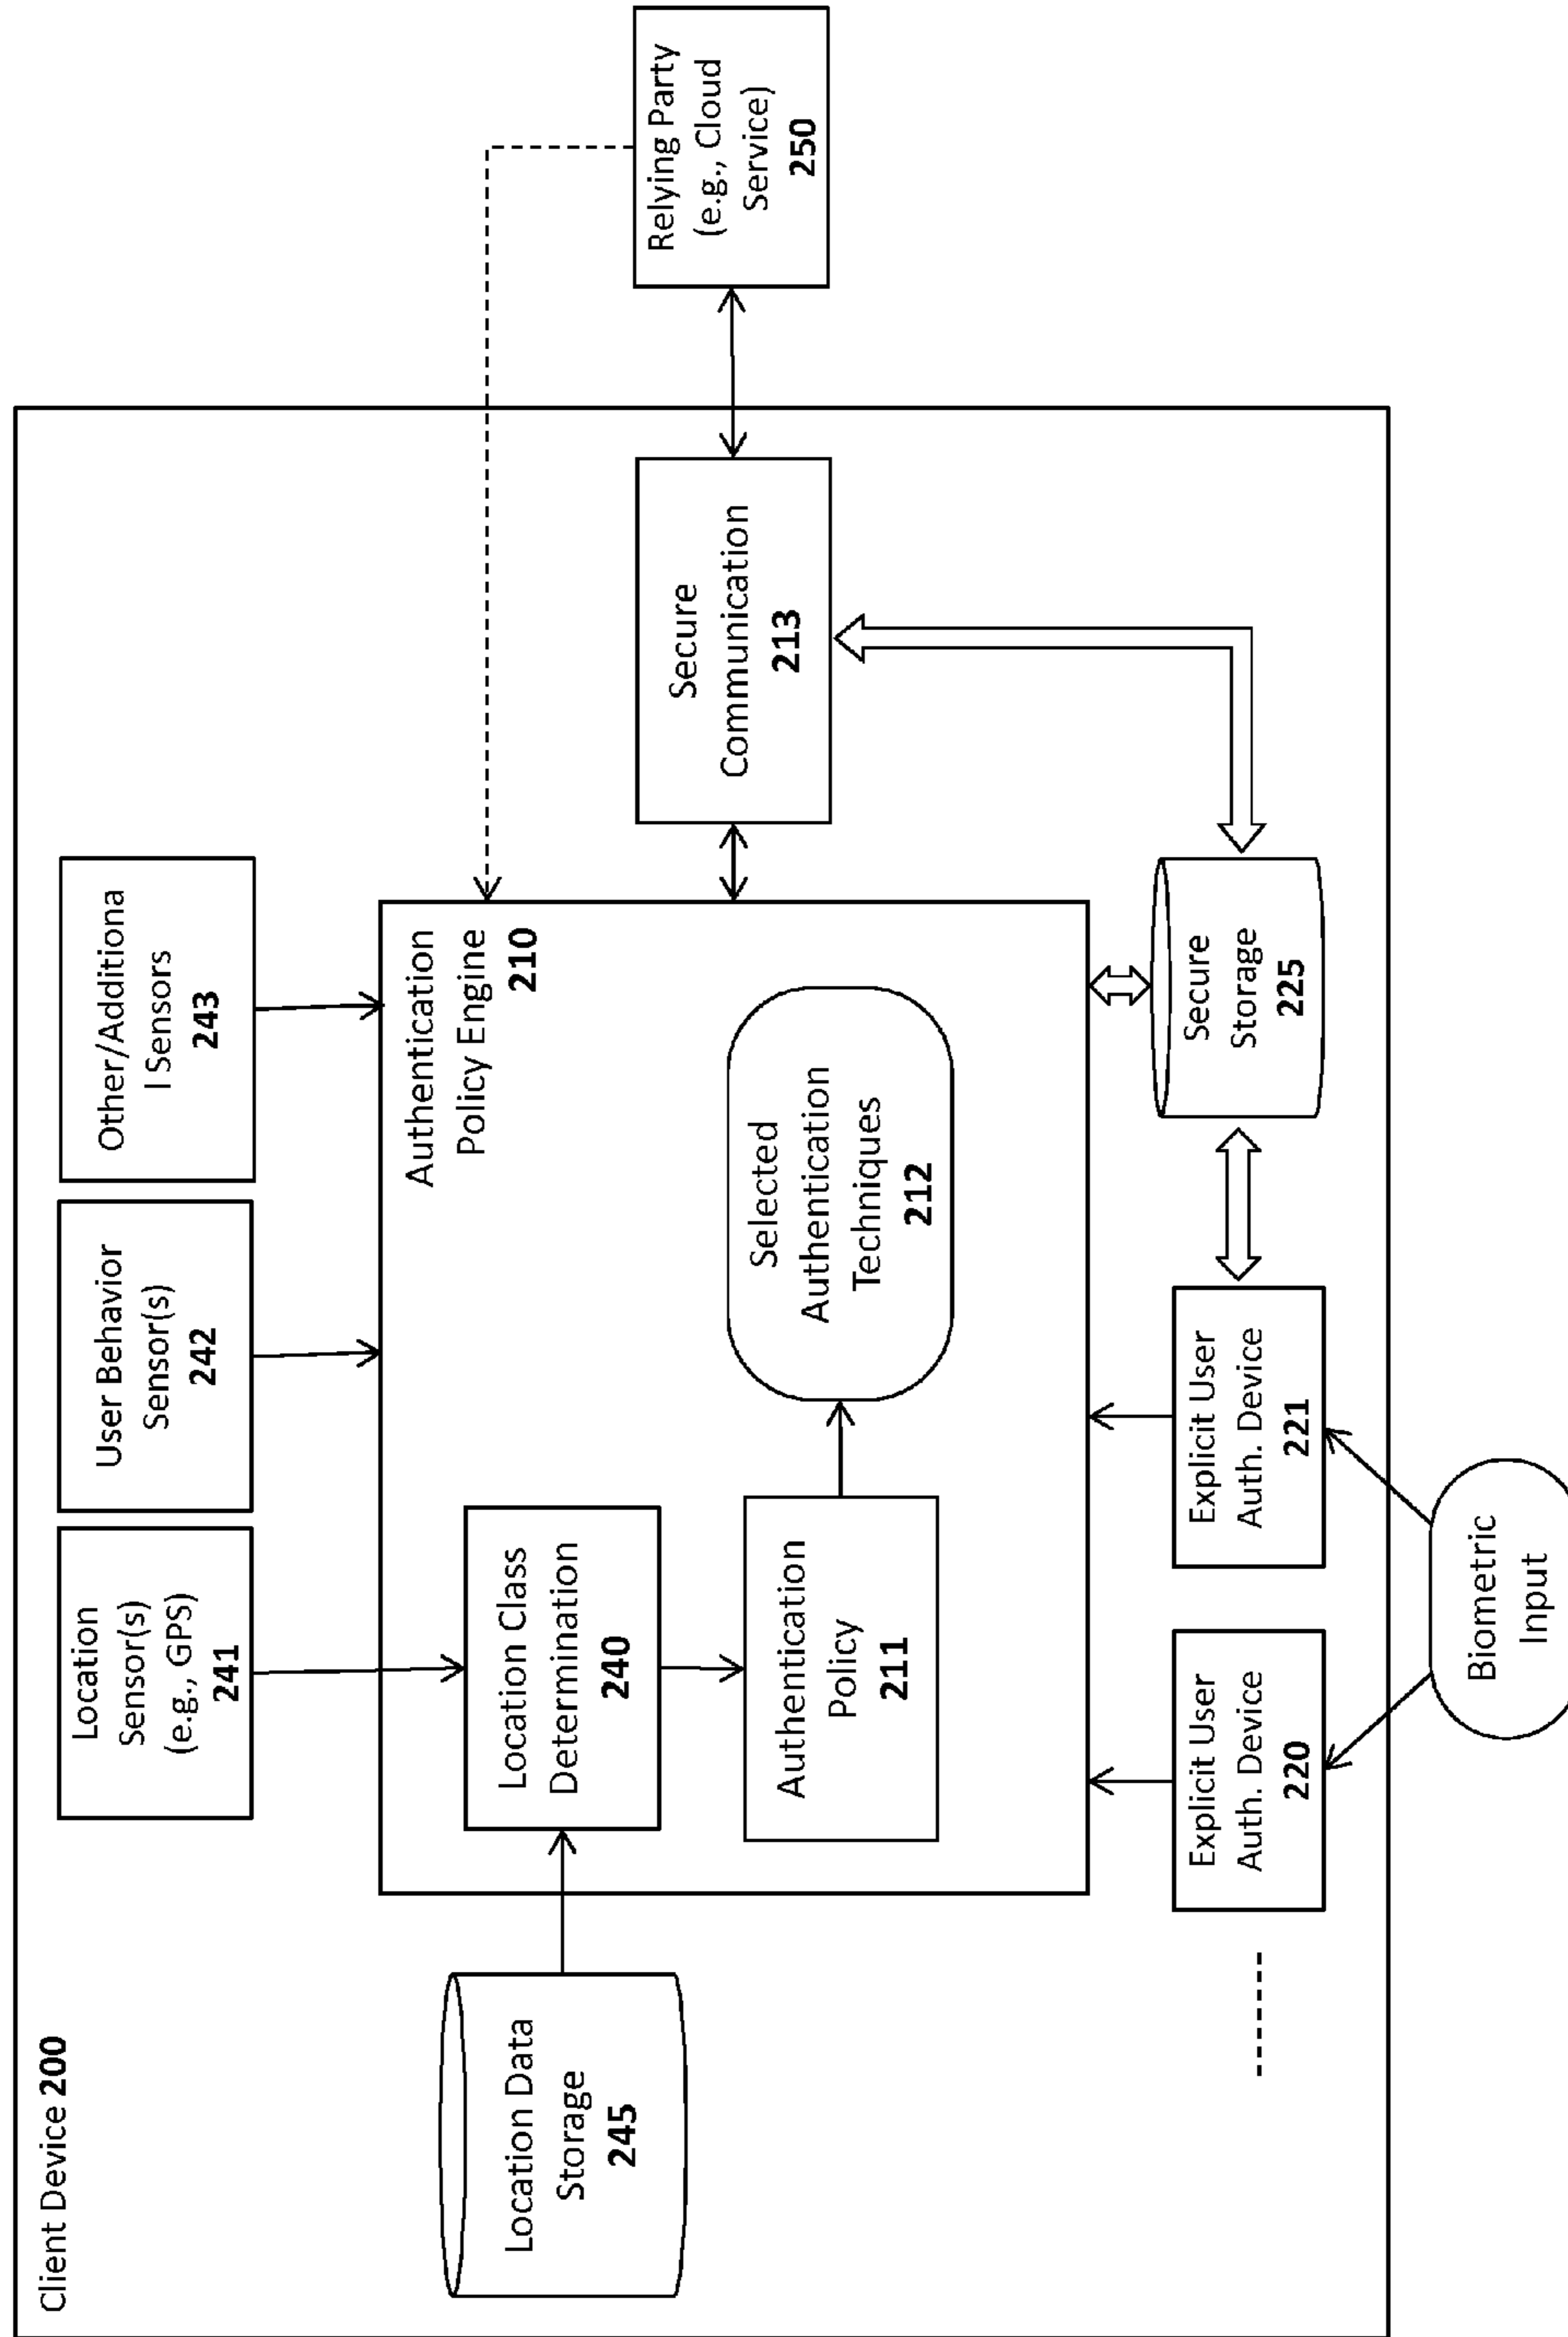 Client Device 200
Location
Sensor(s)
(e.g., GPS)
241
User Behavior
Sensor(s)
242
Other/Additiona
l Sensors
243
Location Data
Storage
245
Authentication
Policy Engine
210
Location Class
Determination
240
Authentication
Policy
211
Selected
Authentication
Techniques
212
Secure
Communication
213
Relying Party
(e.g., Cloud
Service)
250
Explicit User
Auth. Device
220
Explicit User
Auth. Device
221
Secure
Storage
225
Biometric
Input